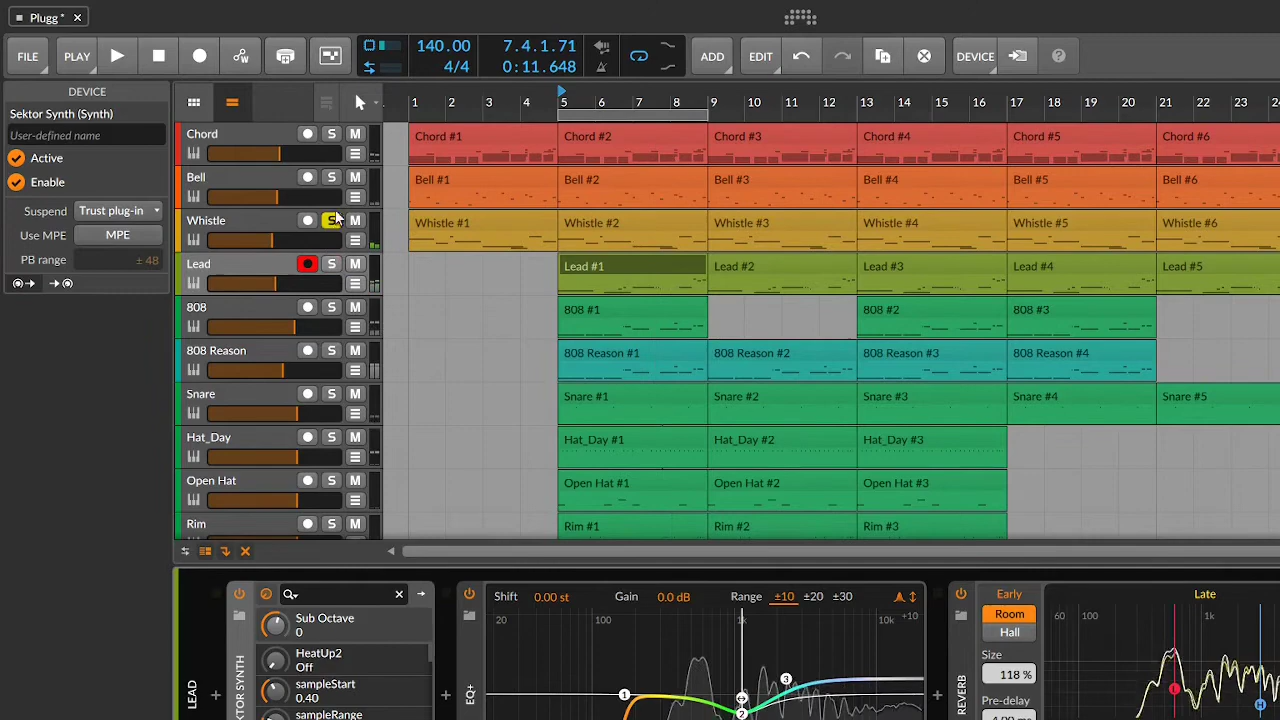 Plugg* ×
FILE PLAY 140.00 7.4.1.71 ADD EDIT DEVICE ?
4/4 0:11.648
DEVICE
Sektor Synth (Synth)
User-defined name
Active
Enable
Suspend Trust plug-in
Use MPE MPE
PB range ± 48
1 2 3 4 5 6 7 8 9 10 11 12 13 14 15 16 17 18 19 20 21 22 23 24
Chord S M Chord #1 Chord #2 Chord #3 Chord #4 Chord #5 Chord #6
Bell S M Bell #1 Bell #2 Bell #3 Bell #4 Bell #5 Bell #6
Whistle S M Whistle #1 Whistle #2 Whistle #3 Whistle #4 Whistle #5 Whistle #6
Lead S M Lead #1 Lead #2 Lead #3 Lead #4 Lead #5
808 S M 808 #1 808 #2 808 #3
808 Reason S M 808 Reason #1 808 Reason #2 808 Reason #3 808 Reason #4
Snare S M Snare #1 Snare #2 Snare #3 Snare #4 Snare #5
Hat_Day S M Hat_Day #1 Hat_Day #2 Hat_Day #3
Open Hat S M Open Hat #1 Open Hat #2 Open Hat #3
Rim S M Rim #1 Rim #2 Rim #3
LEAD
Sub Octave
0
HeatUp2
Off
sampleStart
0.40
sampleRange
EQ+
Shift 0.00 st Gain 0.0 dB Range ±10 ±20 ±30
20 100 1k 10k +10
1 2 3
REVERB
Early Late
Room 60 100 1k
Hall
Size
118 %
Pre-delay